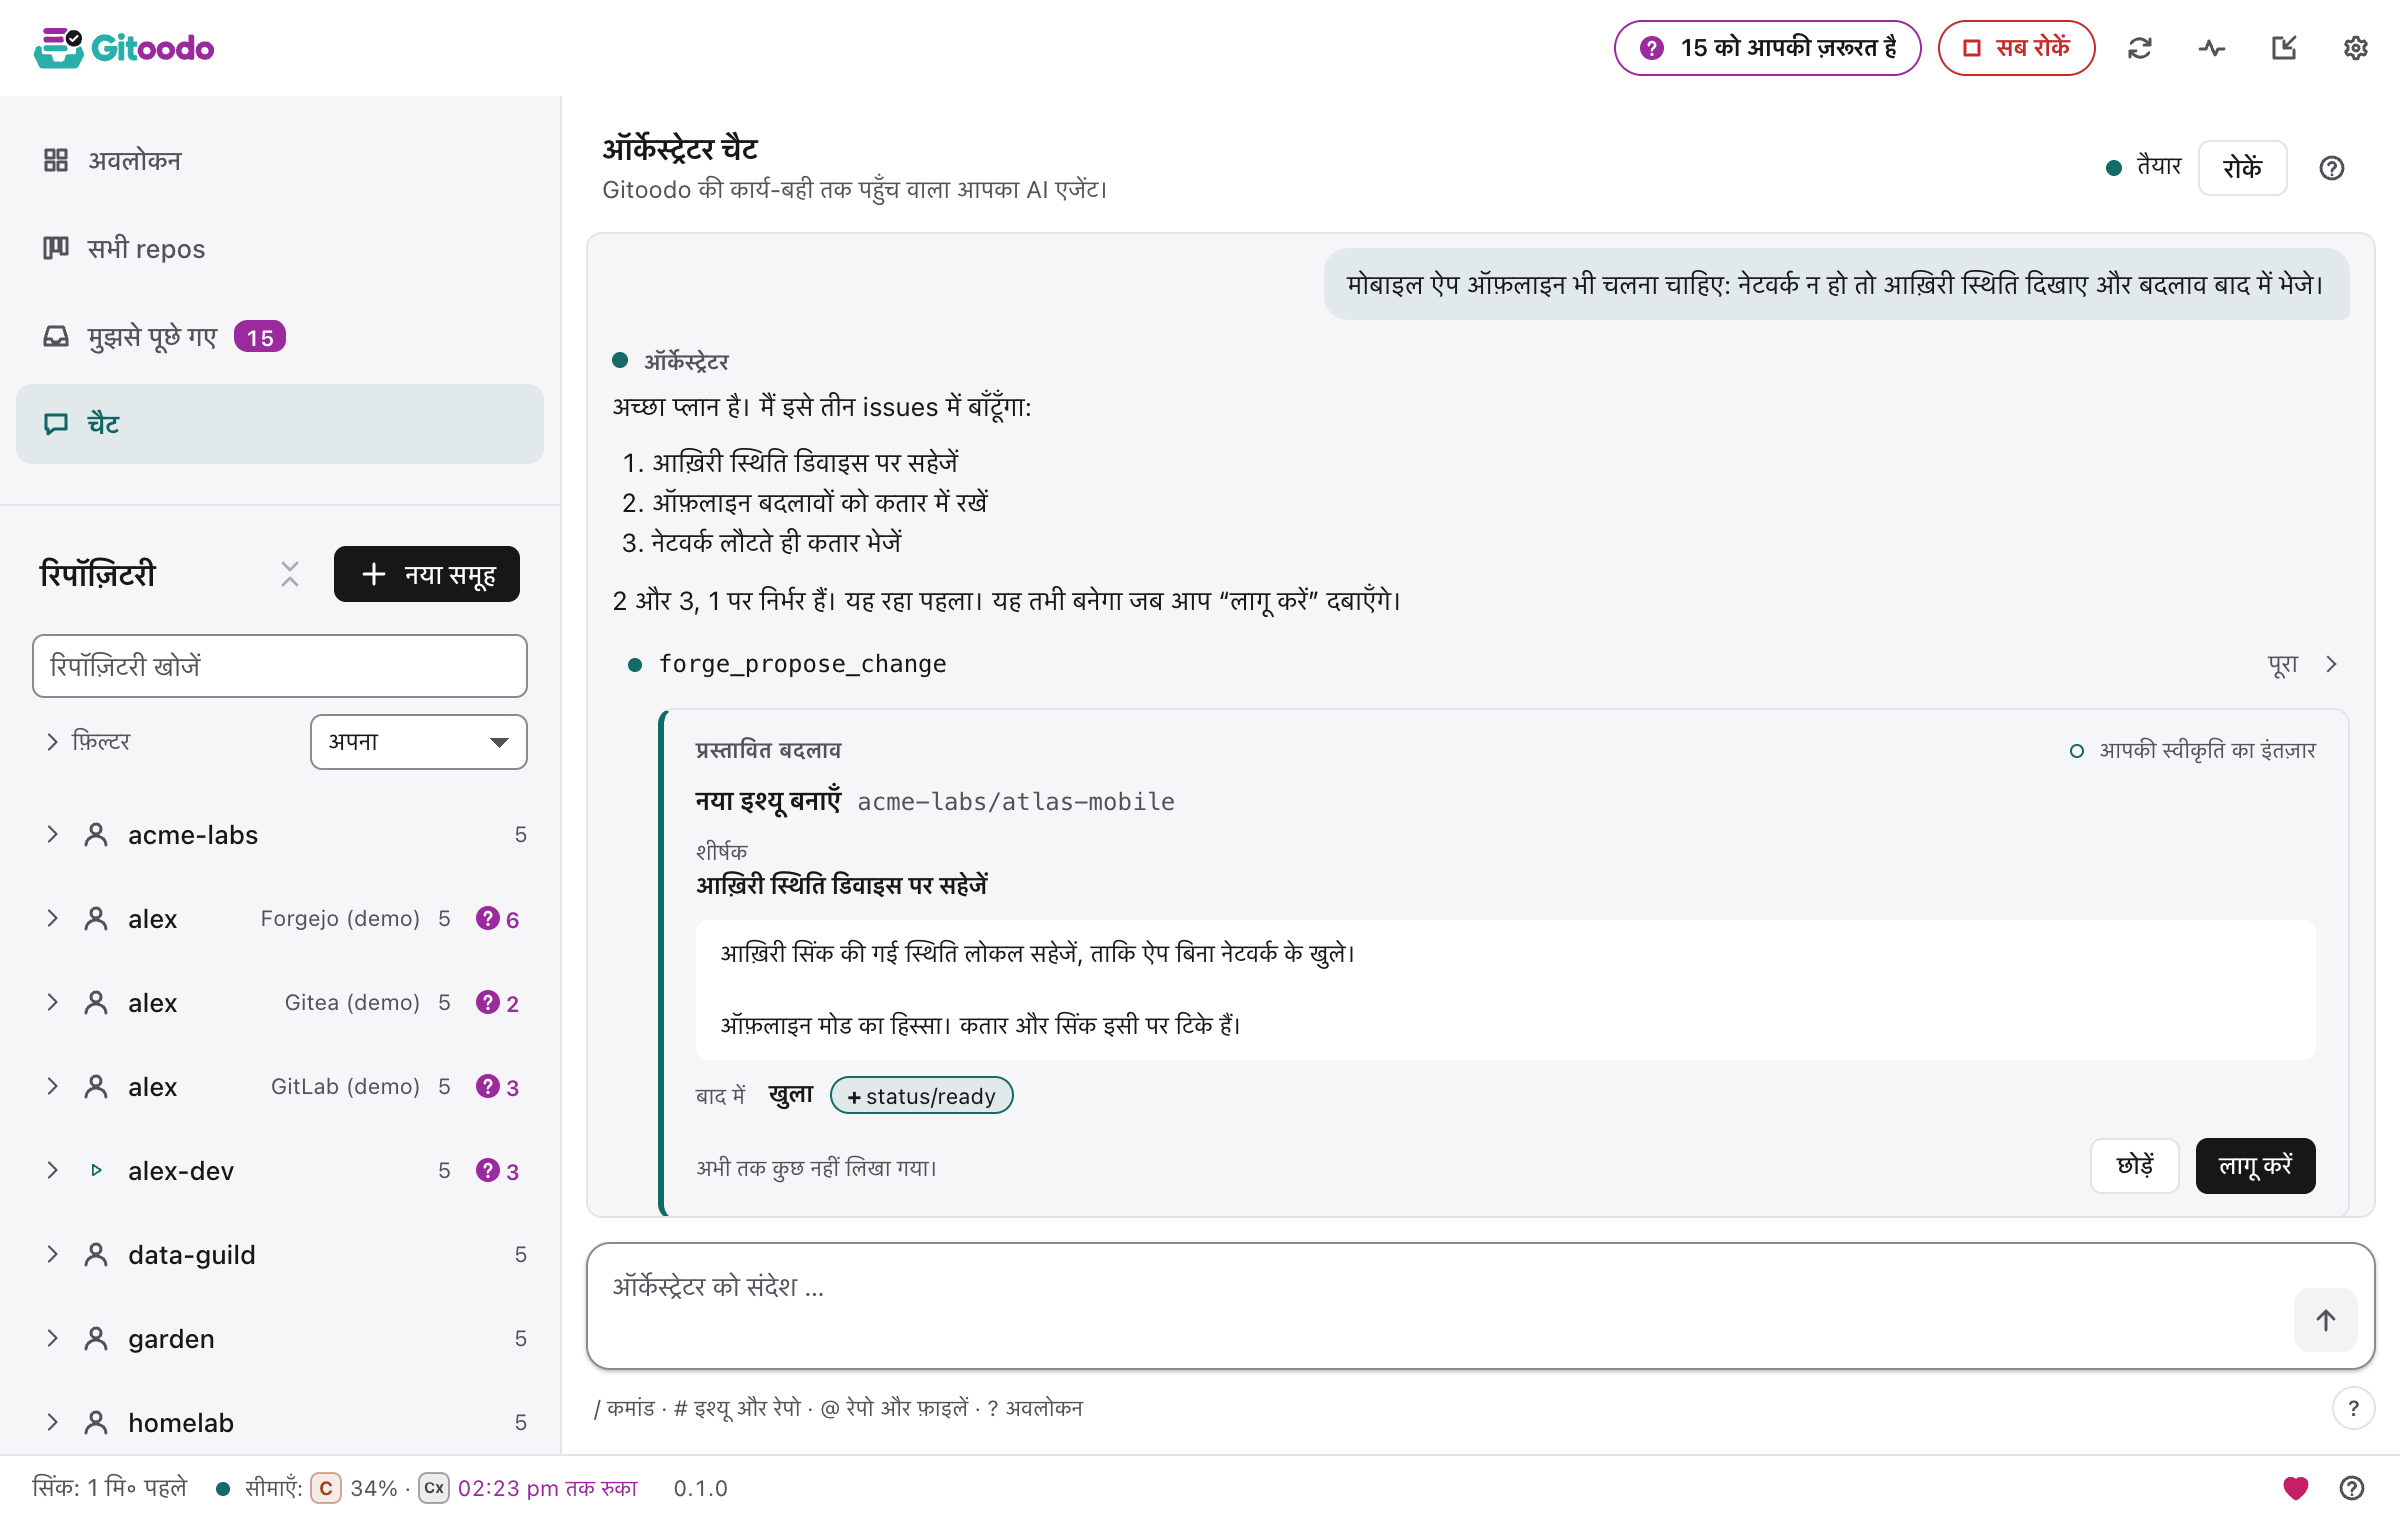 Gitoodo
15 को आपकी ज़रूरत है
सब रोकें
अवलोकन
सभी repos
मुझसे पूछे गए 15
चैट
रिपॉज़िटरी
नया समूह
रिपॉज़िटरी खोजें
फ़िल्टर
अपना
acme-labs 5
alex Forgejo (demo) 5 ? 6
alex Gitea (demo) 5 ? 2
alex GitLab (demo) 5 ? 3
alex-dev 5 ? 3
data-guild 5
garden 5
homelab 5
ऑर्केस्ट्रेटर चैट
Gitoodo की कार्य-बही तक पहुँच वाला आपका AI एजेंट।
तैयार
रोकें
मोबाइल ऐप ऑफ़लाइन भी चलना चाहिए: नेटवर्क न हो तो आख़िरी स्थिति दिखाए और बदलाव बाद में भेजे।
ऑर्केस्ट्रेटर
अच्छा प्लान है। मैं इसे तीन issues में बाँटूँगा:
1. आख़िरी स्थिति डिवाइस पर सहेजें
2. ऑफ़लाइन बदलावों को कतार में रखें
3. नेटवर्क लौटते ही कतार भेजें
2 और 3, 1 पर निर्भर हैं। यह रहा पहला। यह तभी बनेगा जब आप “लागू करें” दबाएँगे।
forge_propose_change
पूरा
प्रस्तावित बदलाव
आपकी स्वीकृति का इंतज़ार
नया इश्यू बनाएँ acme-labs/atlas-mobile
शीर्षक
आख़िरी स्थिति डिवाइस पर सहेजें
आख़िरी सिंक की गई स्थिति लोकल सहेजें, ताकि ऐप बिना नेटवर्क के खुले।
ऑफ़लाइन मोड का हिस्सा। कतार और सिंक इसी पर टिके हैं।
बाद में खुला + status/ready
अभी तक कुछ नहीं लिखा गया।
छोड़ें
लागू करें
ऑर्केस्ट्रेटर को संदेश ...
/ कमांड · # इश्यू और रेपो · @ रेपो और फ़ाइलें · ? अवलोकन
?
सिंक: 1 मि॰ पहले
सीमाएँ: C 34% · Cx 02:23 pm तक रुका
0.1.0